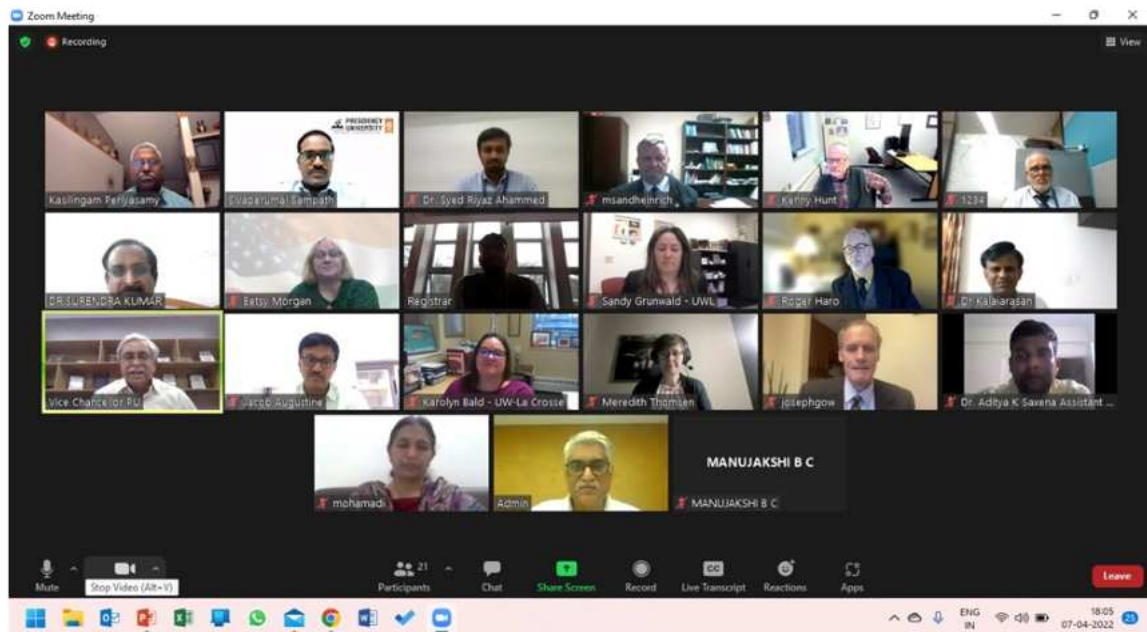 Zoom Meeting
Recording
View
PRESIDENCY UNIVERSITY
Kasilingam Periyasamy
Sivaperumal Sampath
Dr. Syed Riyaz Ahammed
msandheinrich
Kenny Hunt
1234
DR.SURENDRA KUMAR
Betsy Morgan
Registrar
Sandy Grunwald - UWL
Roger Haro
Dr Kalaiarasan
Vice Chancellor PU
Jacob Augustine
Karolyn Bald - UW-La Crosse
Meredith Thomsen
josephgow
Dr. Aditya K Saxena Assistant ...
mohamadi
Admin
MANUJAKSHI B C
MANUJAKSHI B C
Mute
Stop Video (Alt+V)
Participants
21
Chat
Share Screen
Record
CC
Live Transcript
Reactions
Apps
Leave
ENG
IN
18:05
07-04-2022
25